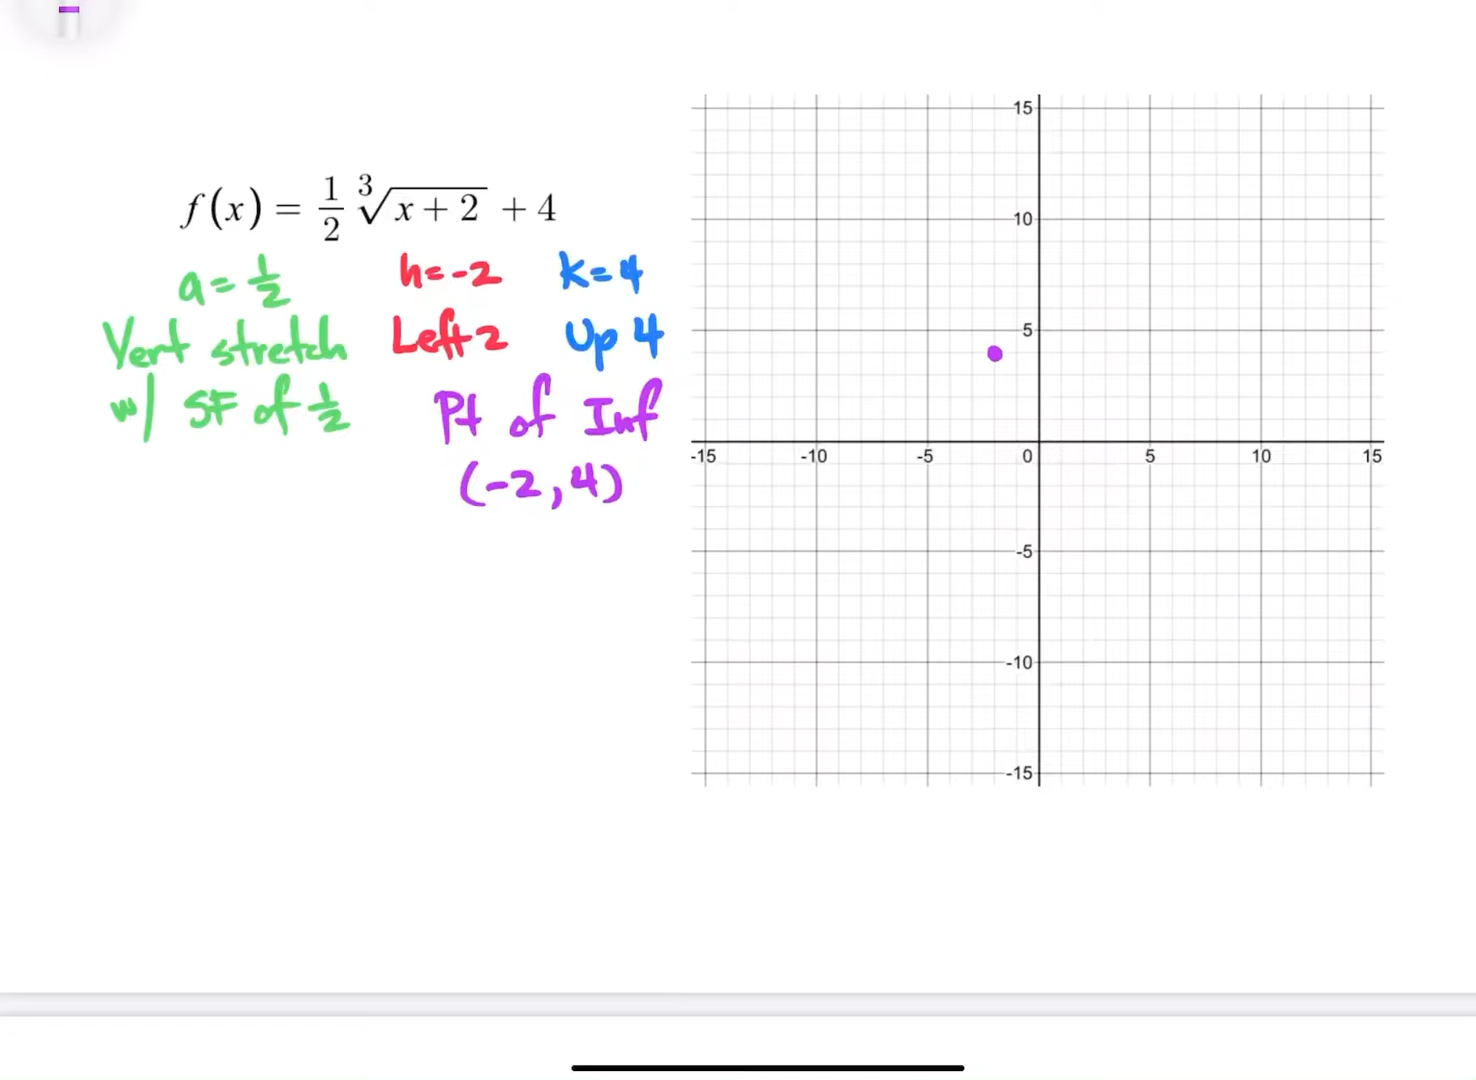 f(x) = 1/2 ∛(x + 2) + 4
a = 1/2 h = -2 k = 4
Vert stretch Left 2 Up 4
w/ SF of 1/2 Pt of Inf
(-2, 4)
15
10
5
-15 -10 -5 0 5 10 15
-5
-10
-15